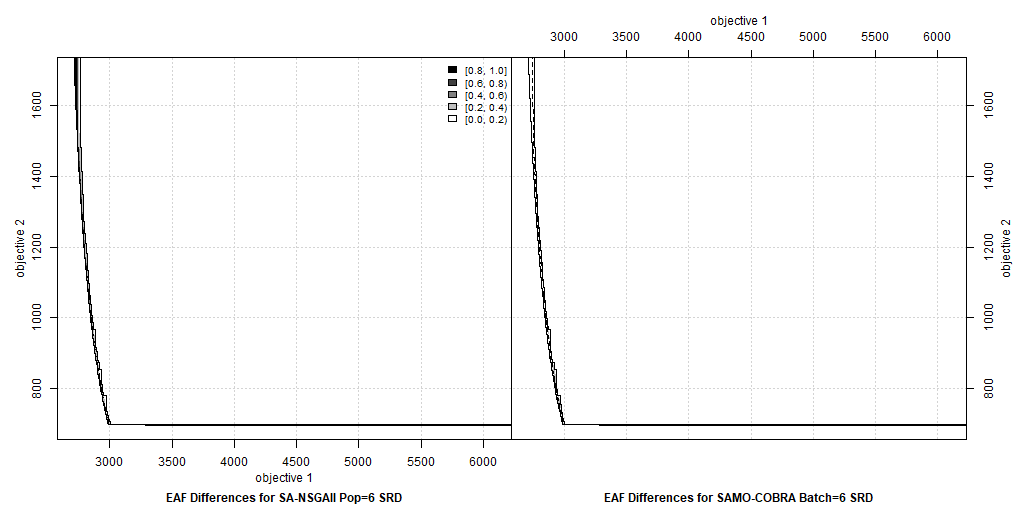 objective 1
3000 3500 4000 4500 5000 5500 6000
[0.8, 1.0]
[0.6, 0.8)
[0.4, 0.6)
[0.2, 0.4)
[0.0, 0.2)
objective 2
1600
1400
1200
1000
800
1600
1400
1200
1000
800
objective 2
3000 3500 4000 4500 5000 5500 6000
objective 1
EAF Differences for SA-NSGAII Pop=6 SRD
EAF Differences for SAMO-COBRA Batch=6 SRD